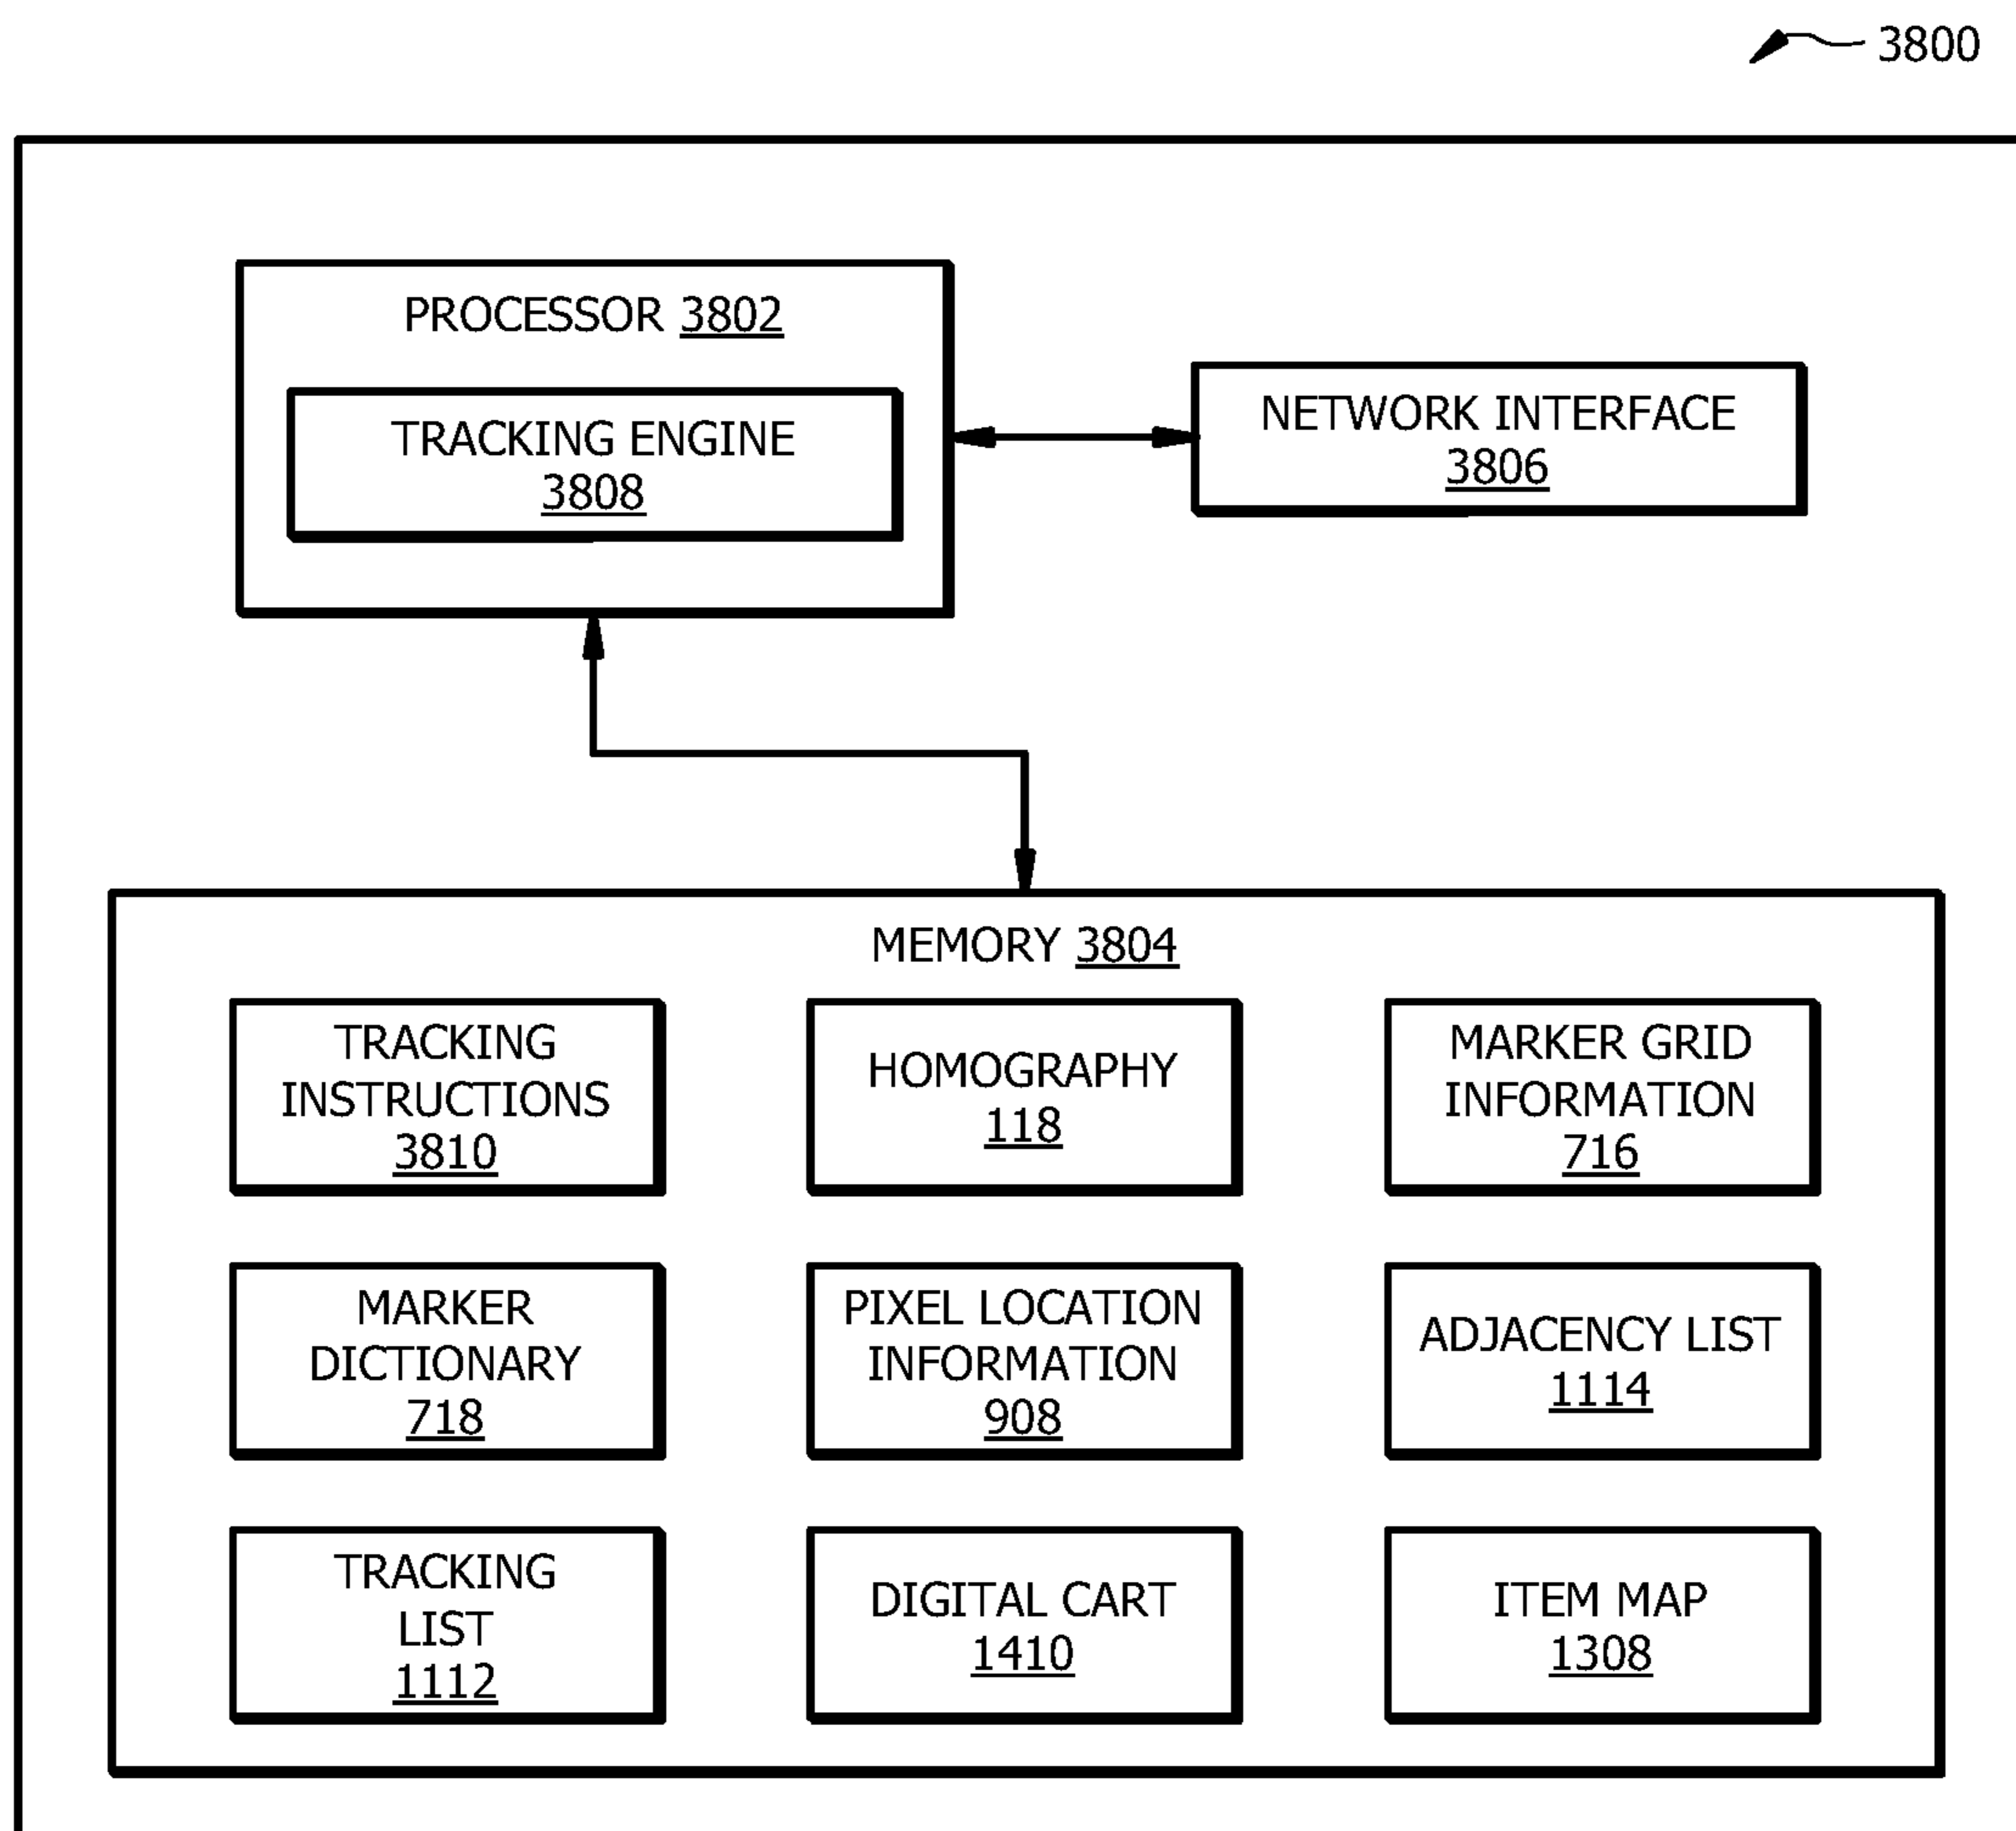 3800
PROCESSOR 3802
TRACKING ENGINE
3808
NETWORK INTERFACE
3806
MEMORY 3804
TRACKING
INSTRUCTIONS
3810
HOMOGRAPHY
118
MARKER GRID
INFORMATION
716
MARKER
DICTIONARY
718
PIXEL LOCATION
INFORMATION
908
ADJACENCY LIST
1114
TRACKING
LIST
1112
DIGITAL CART
1410
ITEM MAP
1308